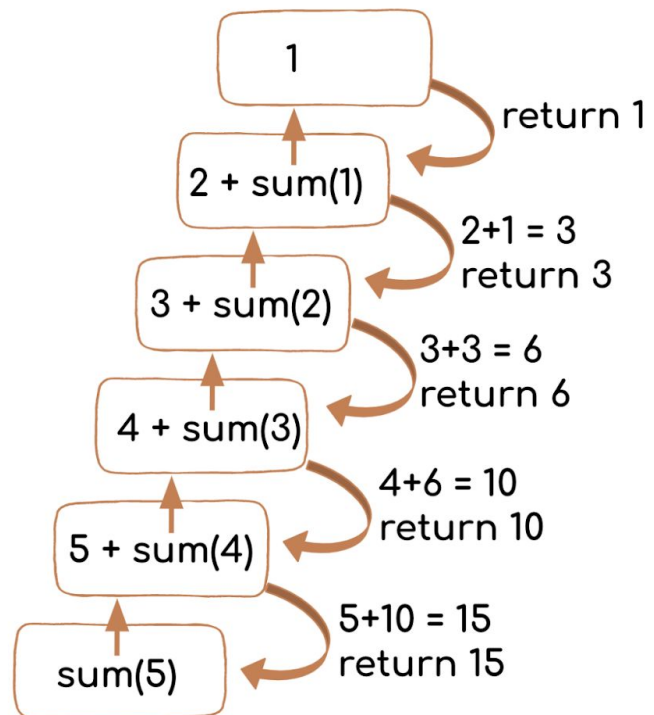 1
return 1
2 + sum(1)
2+1 = 3
return 3
3 + sum(2)
3+3 = 6
return 6
4 + sum(3)
4+6 = 10
return 10
5 + sum(4)
5+10 = 15
return 15
sum(5)